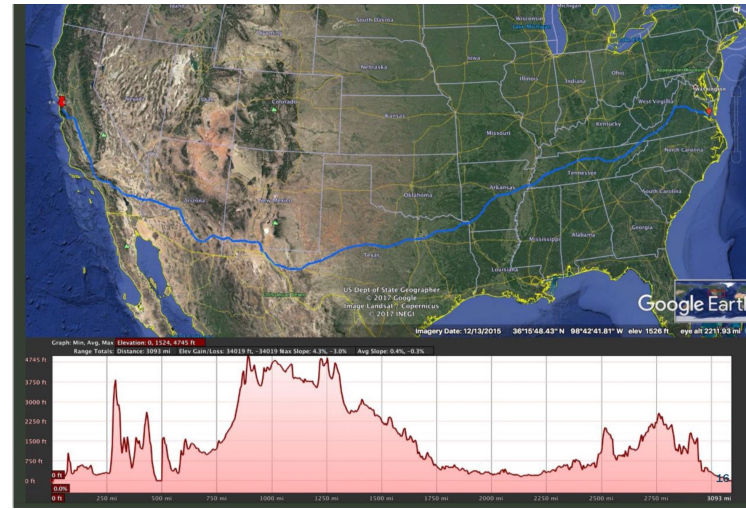 Michigan
South Dakota
Wisconsin
Nebraska
Iowa
Illinois
Indiana
Ohio
Washington
West Virginia
Colorado
Kansas
Missouri
Kentucky
North Carolina
Tennessee
Arizona
New Mexico
Oklahoma
Arkansas
South Carolina
Mississippi
Alabama
Georgia
Texas
Louisiana
US Dept of State Geographer
© 2017 Google
Image Landsat / Copernicus
© 2017 INEGI
Google Earth
Imagery Date: 12/13/2015 36°15'48.43" N 98°42'41.81" W elev 1526 ft eye alt 2211.93 mi
Graph: Min, Avg, Max Elevation: 0, 1524, 4745 ft
Range Totals: Distance: 3093 mi Elev Gain/Loss: 34019 ft, -34019 ft Max Slope: 4.3%, -3.0% Avg Slope: 0.4%, -0.3%
4745 ft
3750 ft
3000 ft
2250 ft
1500 ft
750 ft
0 ft
0 ft
0.0%
0 ft
250 mi 500 mi 750 mi 1000 mi 1250 mi 1500 mi 1750 mi 2000 mi 2250 mi 2500 mi 2750 mi 3093 mi
16